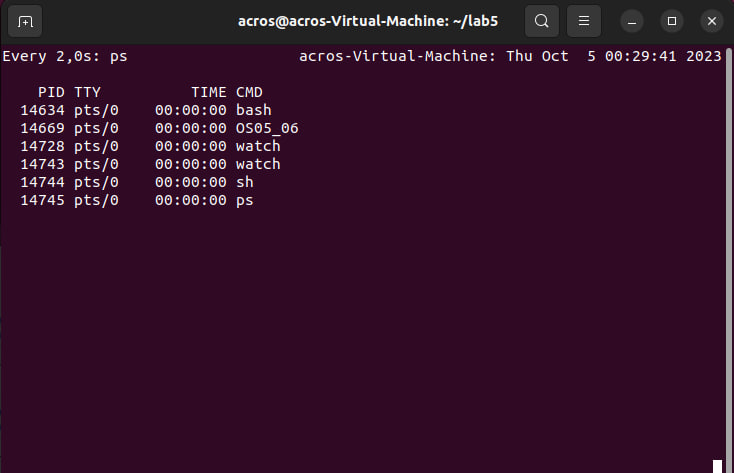 acros@acros-Virtual-Machine: ~/lab5
Every 2,0s: ps acros-Virtual-Machine: Thu Oct  5 00:29:41 2023
PID TTY TIME CMD
14634 pts/0 00:00:00 bash
14669 pts/0 00:00:00 OS05_06
14728 pts/0 00:00:00 watch
14743 pts/0 00:00:00 watch
14744 pts/0 00:00:00 sh
14745 pts/0 00:00:00 ps